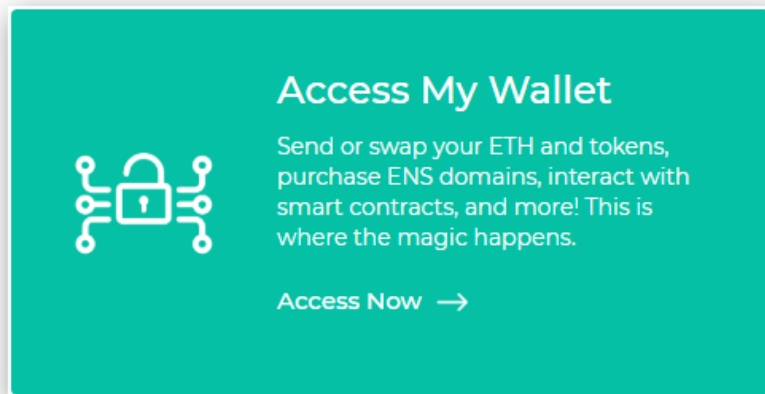 Access My Wallet
Send or swap your ETH and tokens,
purchase ENS domains, interact with
smart contracts, and more! This is
where the magic happens.
Access Now